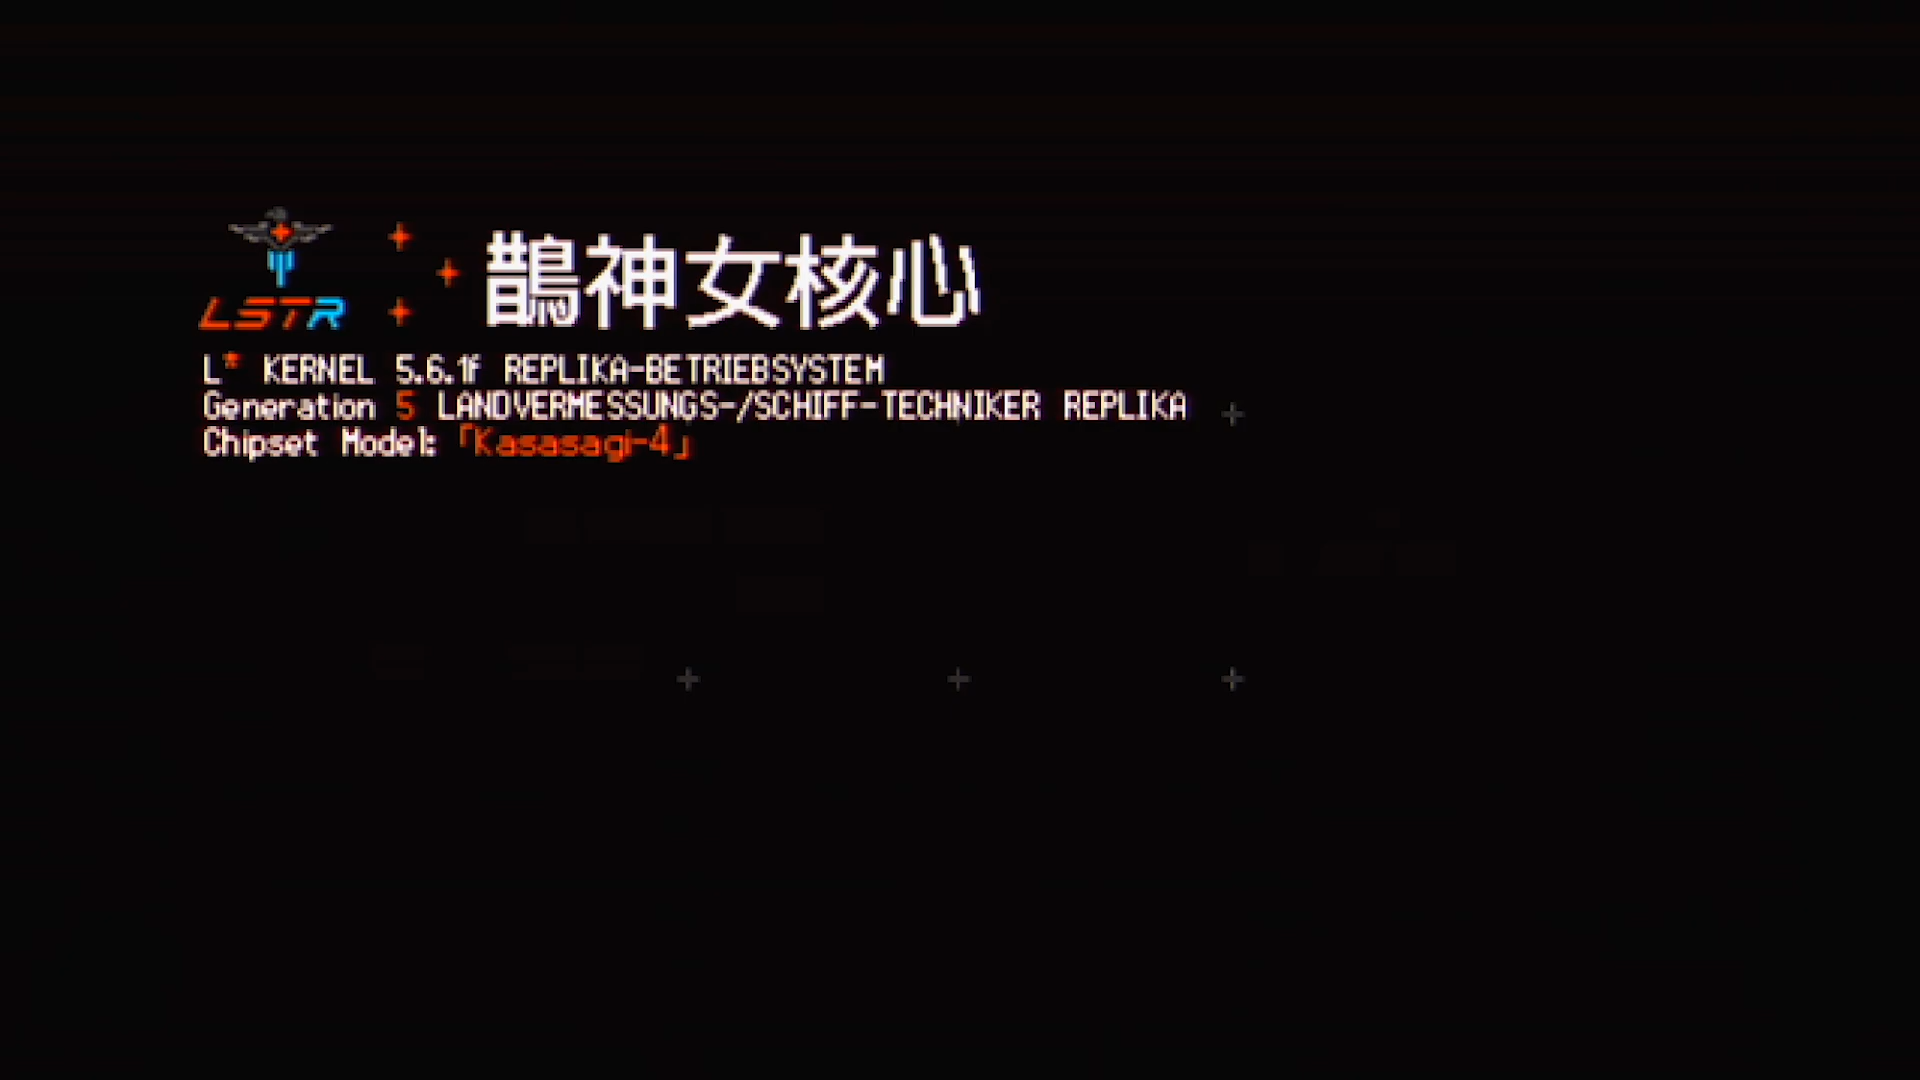 LSTR
鵲神女核心
L* KERNEL 5.6.1f REPLIKA-BETRIEBSYSTEM
Generation 5 LANDVERMESSUNGS-/SCHIFF-TECHNIKER REPLIKA
Chipset Model: 「Kasasagi-4」